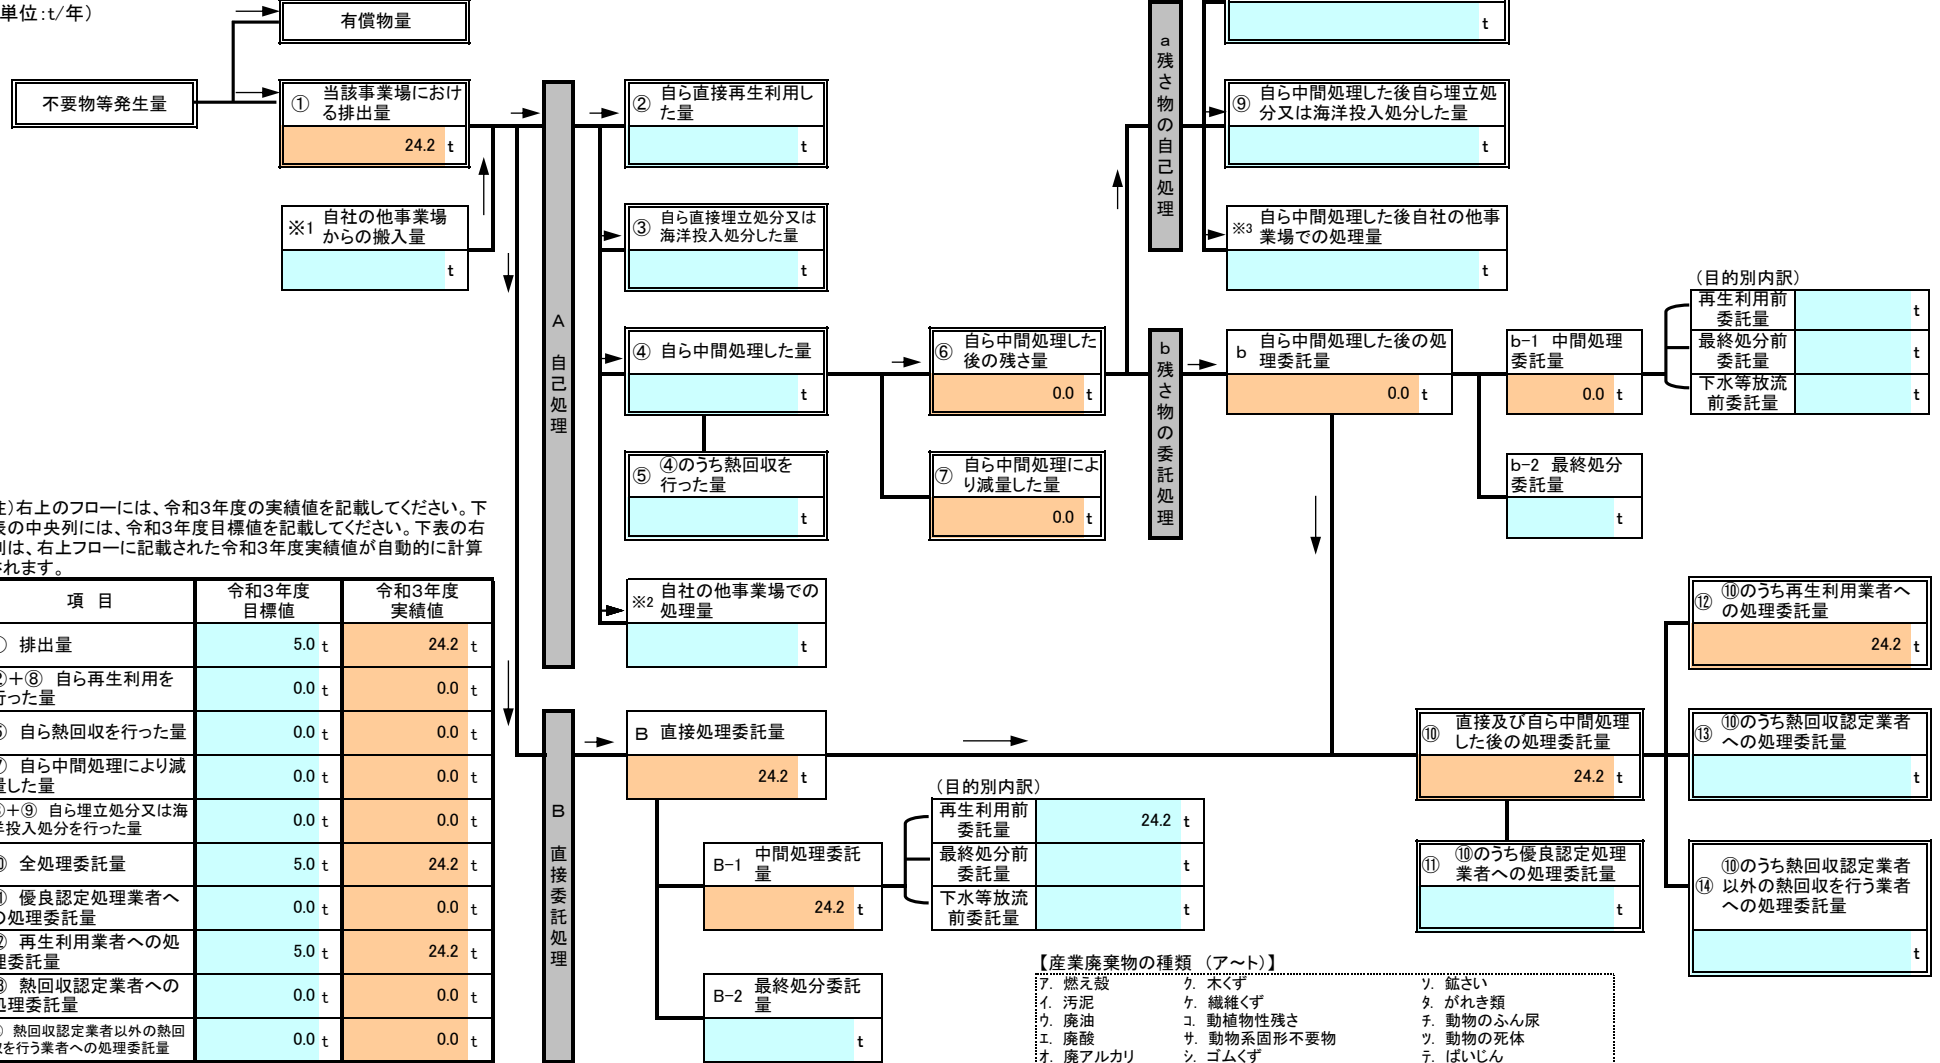 単位:t/年)
有償物量
不要物等発生量
① 当該事業場におけ
る排出量
24.2 t
※1 自社の他事業場
からの搬入量
t
A 自己処理
② 自ら直接再生利用し
た量
t
③ 自ら直接埋立処分又は
海洋投入処分した量
t
④ 自ら中間処理した量
t
⑤ ④のうち熱回収を
行った量
t
※2 自社の他事業場での
処理量
t
⑥ 自ら中間処理した
後の残さ量
0.0 t
⑦ 自ら中間処理によ
り減量した量
0.0 t
a 残さ物の自己処理
t
⑨ 自ら中間処理した後自ら埋立処
分又は海洋投入処分した量
t
※3 自ら中間処理した後自社の他事
業場での処理量
t
b 残さ物の委託処理
b 自ら中間処理した後の処
理委託量
0.0 t
b-1 中間処理
委託量
0.0 t
b-2 最終処分
委託量
t
(目的別内訳)
再生利用前
委託量
t
最終処分前
委託量
t
下水等放流
前委託量
t
)右上のフローには、令和3年度の実績値を記載してください。下
表の中央列には、令和3年度目標値を記載してください。下表の右
列は、右上フローに記載された令和3年度実績値が自動的に計算
されます。
項 目
令和3年度
目標値
令和3年度
実績値
排出量 5.0 t 24.2 t
②+⑧ 自ら再生利用を
行った量 0.0 t 0.0 t
自ら熱回収を行った量 0.0 t 0.0 t
自ら中間処理により減
量した量 0.0 t 0.0 t
+⑨ 自ら埋立処分又は海
洋投入処分を行った量 0.0 t 0.0 t
全処理委託量 5.0 t 24.2 t
優良認定処理業者へ
の処理委託量 0.0 t 0.0 t
再生利用業者への処
理委託量 5.0 t 24.2 t
熱回収認定業者への
処理委託量 0.0 t 0.0 t
熱回収認定業者以外の熱回
収を行う業者への処理委託量 0.0 t 0.0 t
B 直接委託処理
B 直接処理委託量
24.2 t
B-1 中間処理委託
量
24.2 t
B-2 最終処分委託
量
t
(目的別内訳)
再生利用前
委託量
24.2 t
最終処分前
委託量
t
下水等放流
前委託量
t
⑩ 直接及び自ら中間処理
した後の処理委託量
24.2 t
⑪ ⑩のうち優良認定処理
業者への処理委託量
t
⑫ ⑩のうち再生利用業者へ
の処理委託量
24.2 t
⑬ ⑩のうち熱回収認定業者
への処理委託量
t
⑭ ⑩のうち熱回収認定業者
以外の熱回収を行う業者
への処理委託量
t
【産業廃棄物の種類 (ア~ト)】
ア. 燃え殻 ク. 木くず ソ. 鉱さい
イ. 汚泥 ケ. 繊維くず タ. がれき類
ウ. 廃油 コ. 動植物性残さ チ. 動物のふん尿
エ. 廃酸 サ. 動物系固形不要物 ツ. 動物の死体
オ. 廃アルカリ シ. ゴムくず テ. ばいじん